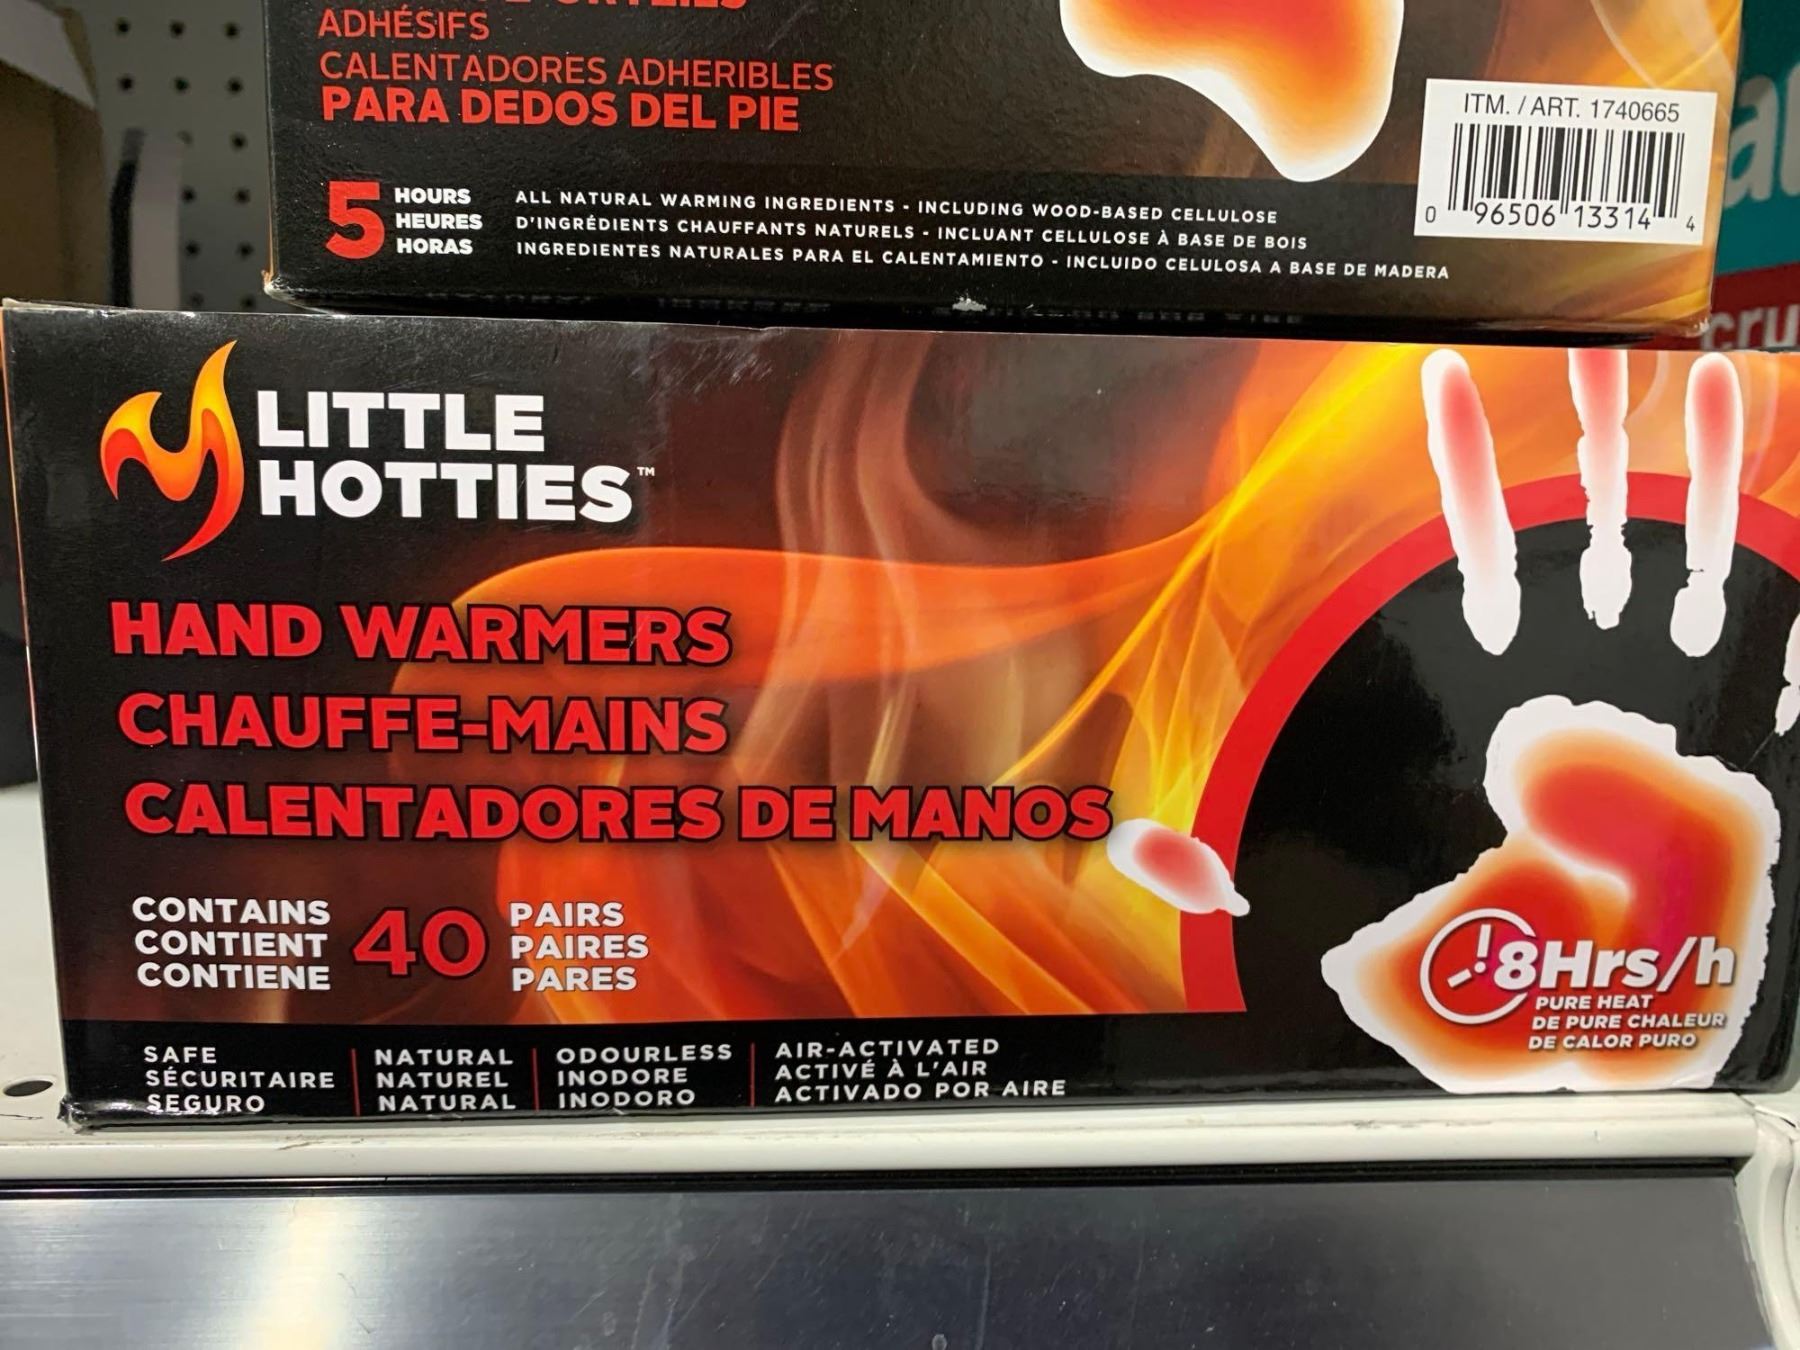 ADHÉSIFS
CALENTADORES ADHERIBLES
PARA DEDOS DEL PIE
5 HOURS
HEURES
HORAS
ALL NATURAL WARMING INGREDIENTS - INCLUDING WOOD-BASED CELLULOSE
D'INGRÉDIENTS CHAUFFANTS NATURELS - INCLUANT CELLULOSE À BASE DE BOIS
INGREDIENTES NATURALES PARA EL CALENTAMIENTO - INCLUIDO CELULOSA A BASE DE MADERA
ITM. / ART. 1740665
0 96506 13314 4
LITTLE
HOTTIES™
HAND WARMERS
CHAUFFE-MAINS
CALENTADORES DE MANOS
CONTAINS
CONTIENT
CONTIENE
40
PAIRS
PAIRES
PARES
8Hrs/h
PURE HEAT
DE PURE CHALEUR
DE CALOR PURO
SAFE
SÉCURITAIRE
SEGURO
NATURAL
NATUREL
NATURAL
ODOURLESS
INODORE
INODORO
AIR-ACTIVATED
ACTIVÉ À L'AIR
ACTIVADO POR AIRE